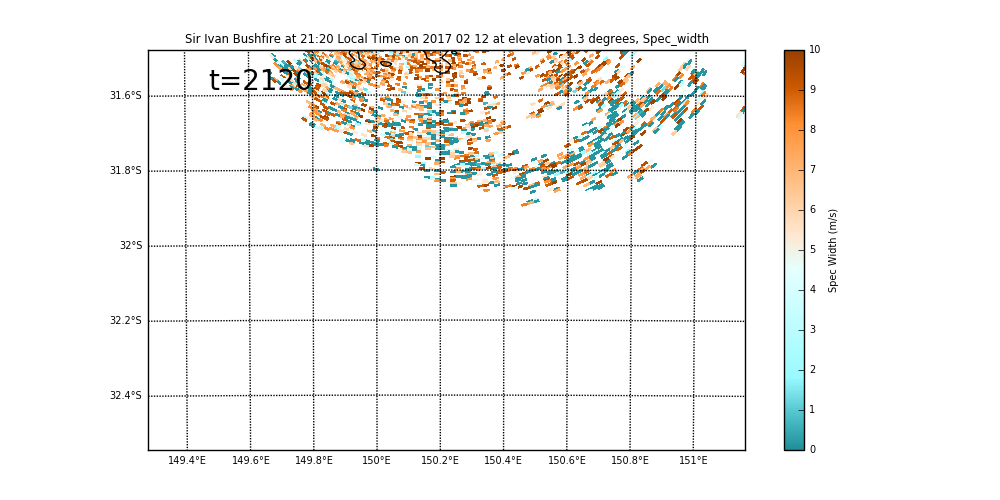 Sir Ivan Bushfire at 21:20 Local Time on 2017 02 12 at elevation 1.3 degrees, Spec_width
t=2120
31.6°S
31.8°S
32°S
32.2°S
32.4°S
149.4°E 149.6°E 149.8°E 150°E 150.2°E 150.4°E 150.6°E 150.8°E 151°E
10
9
8
7
6
5
4
3
2
1
0
Spec Width (m/s)